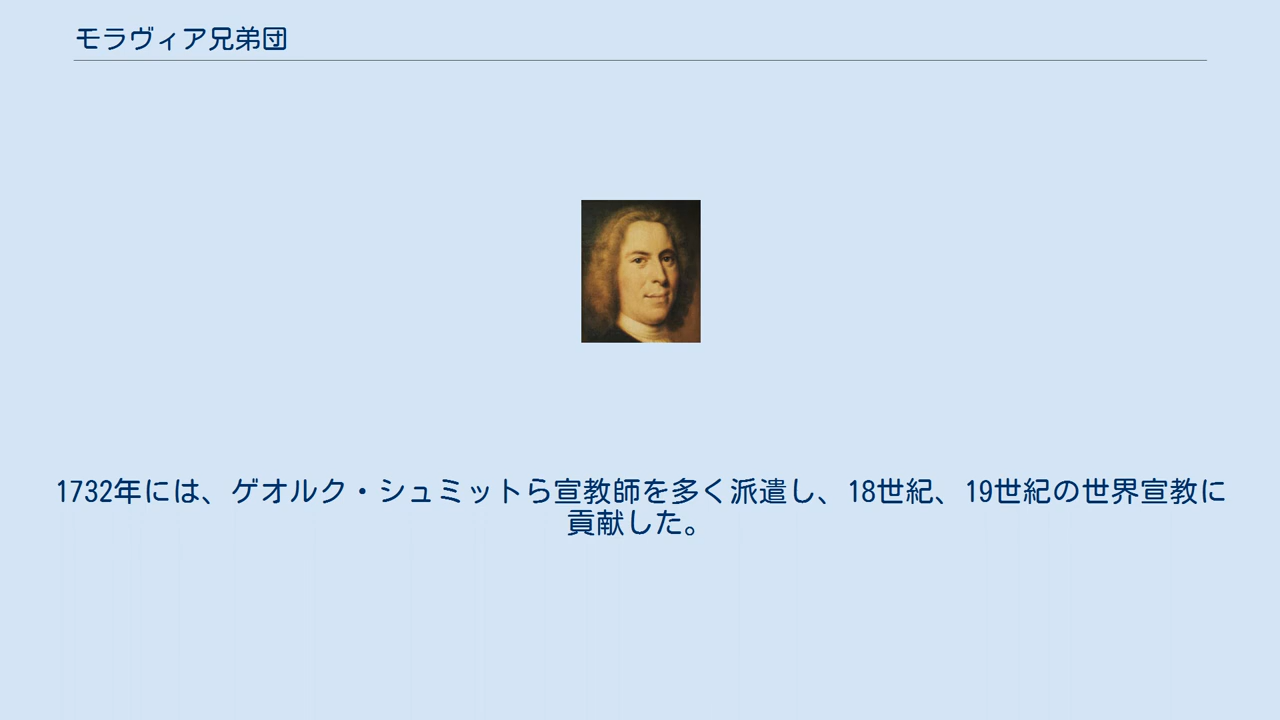 モラヴィア兄弟団
1732年には、ゲオルク・シュミットら宣教師を多く派遣し、18世紀、19世紀の世界宣教に
貢献した。